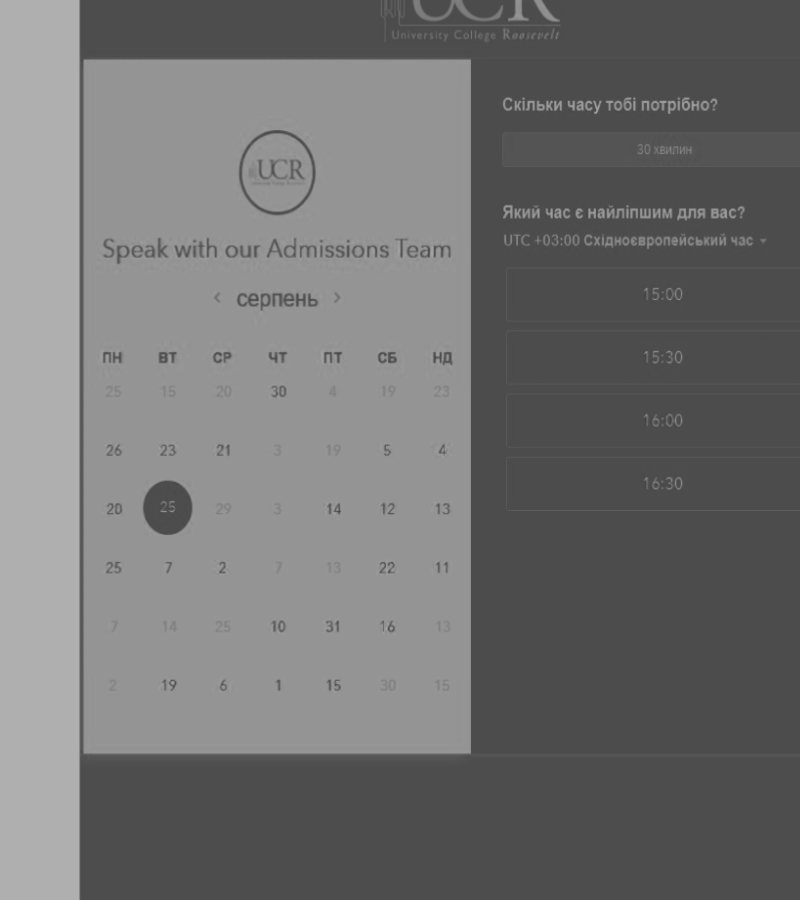 UCR
University College Roosevelt
UCR
Speak with our Admissions Team
‹ серпень ›
ПН ВТ СР ЧТ ПТ СБ НД
25 15 20 30 4 19 23
26 23 21 3 19 5 4
20 25 29 3 14 12 13
25 7 2 7 13 22 11
7 14 25 10 31 16 13
2 19 6 1 15 30 15
Скільки часу тобі потрібно?
30 хвилин
Який час є найліпшим для вас?
UTC +03:00 Східноєвропейський час
15:00
15:30
16:00
16:30